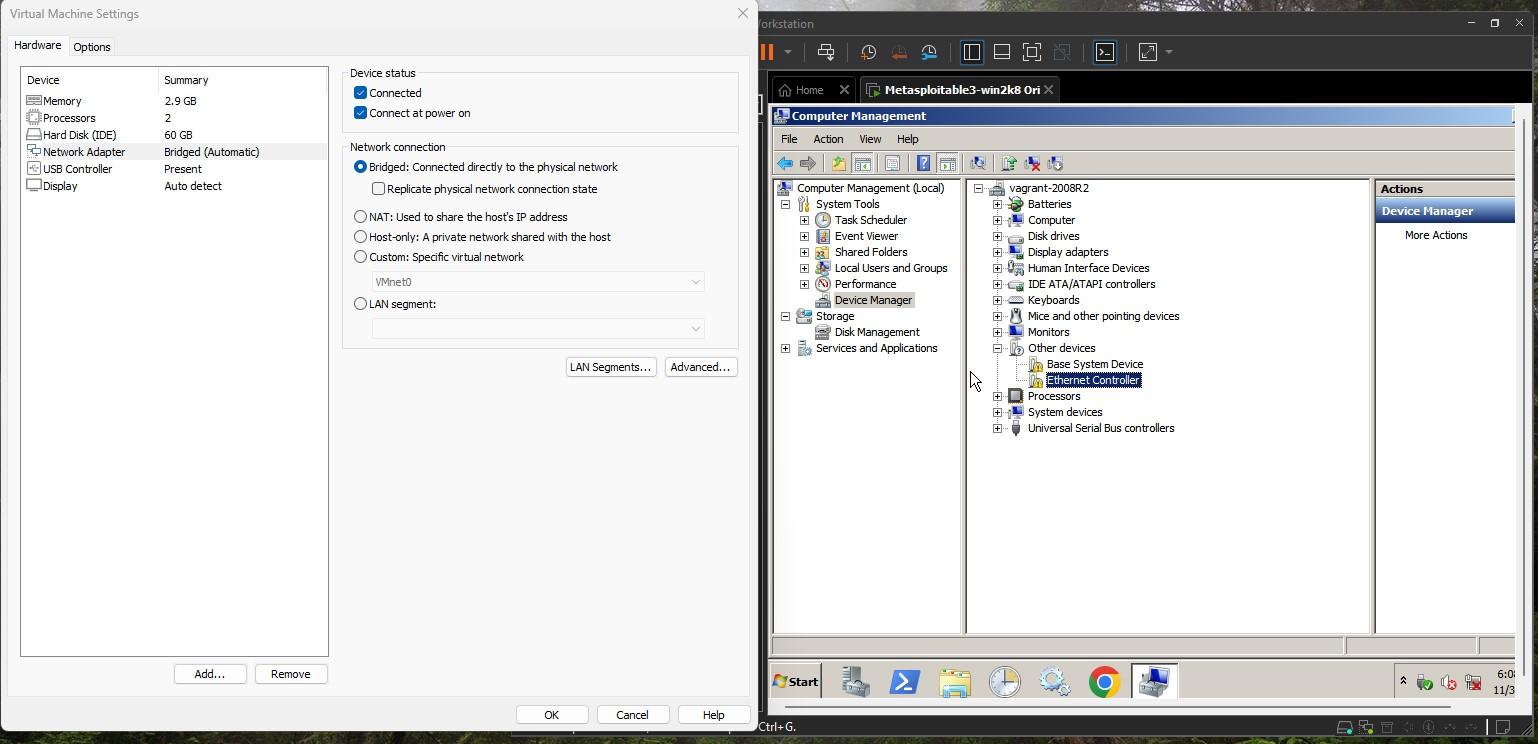 Virtual Machine Settings
Hardware
Options
Device Summary
Memory 2.9 GB
Processors 2
Hard Disk (IDE) 60 GB
Network Adapter Bridged (Automatic)
USB Controller Present
Display Auto detect
Add...
Remove
Device status
Connected
Connect at power on
Network connection
Bridged: Connected directly to the physical network
Replicate physical network connection state
NAT: Used to share the host's IP address
Host-only: A private network shared with the host
Custom: Specific virtual network
VMnet0
LAN segment:
LAN Segments...
Advanced...
OK
Cancel
Help
orkstation
Home
Metasploitable3-win2k8 Ori
Computer Management
File Action View Help
Computer Management (Local)
System Tools
Task Scheduler
Event Viewer
Shared Folders
Local Users and Groups
Performance
Device Manager
Storage
Disk Management
Services and Applications
vagrant-2008R2
Batteries
Computer
Disk drives
Display adapters
Human Interface Devices
IDE ATA/ATAPI controllers
Keyboards
Mice and other pointing devices
Monitors
Other devices
Base System Device
Ethernet Controller
Processors
System devices
Universal Serial Bus controllers
Actions
Device Manager
More Actions
Start
6:0
11/3
Ctrl+G.